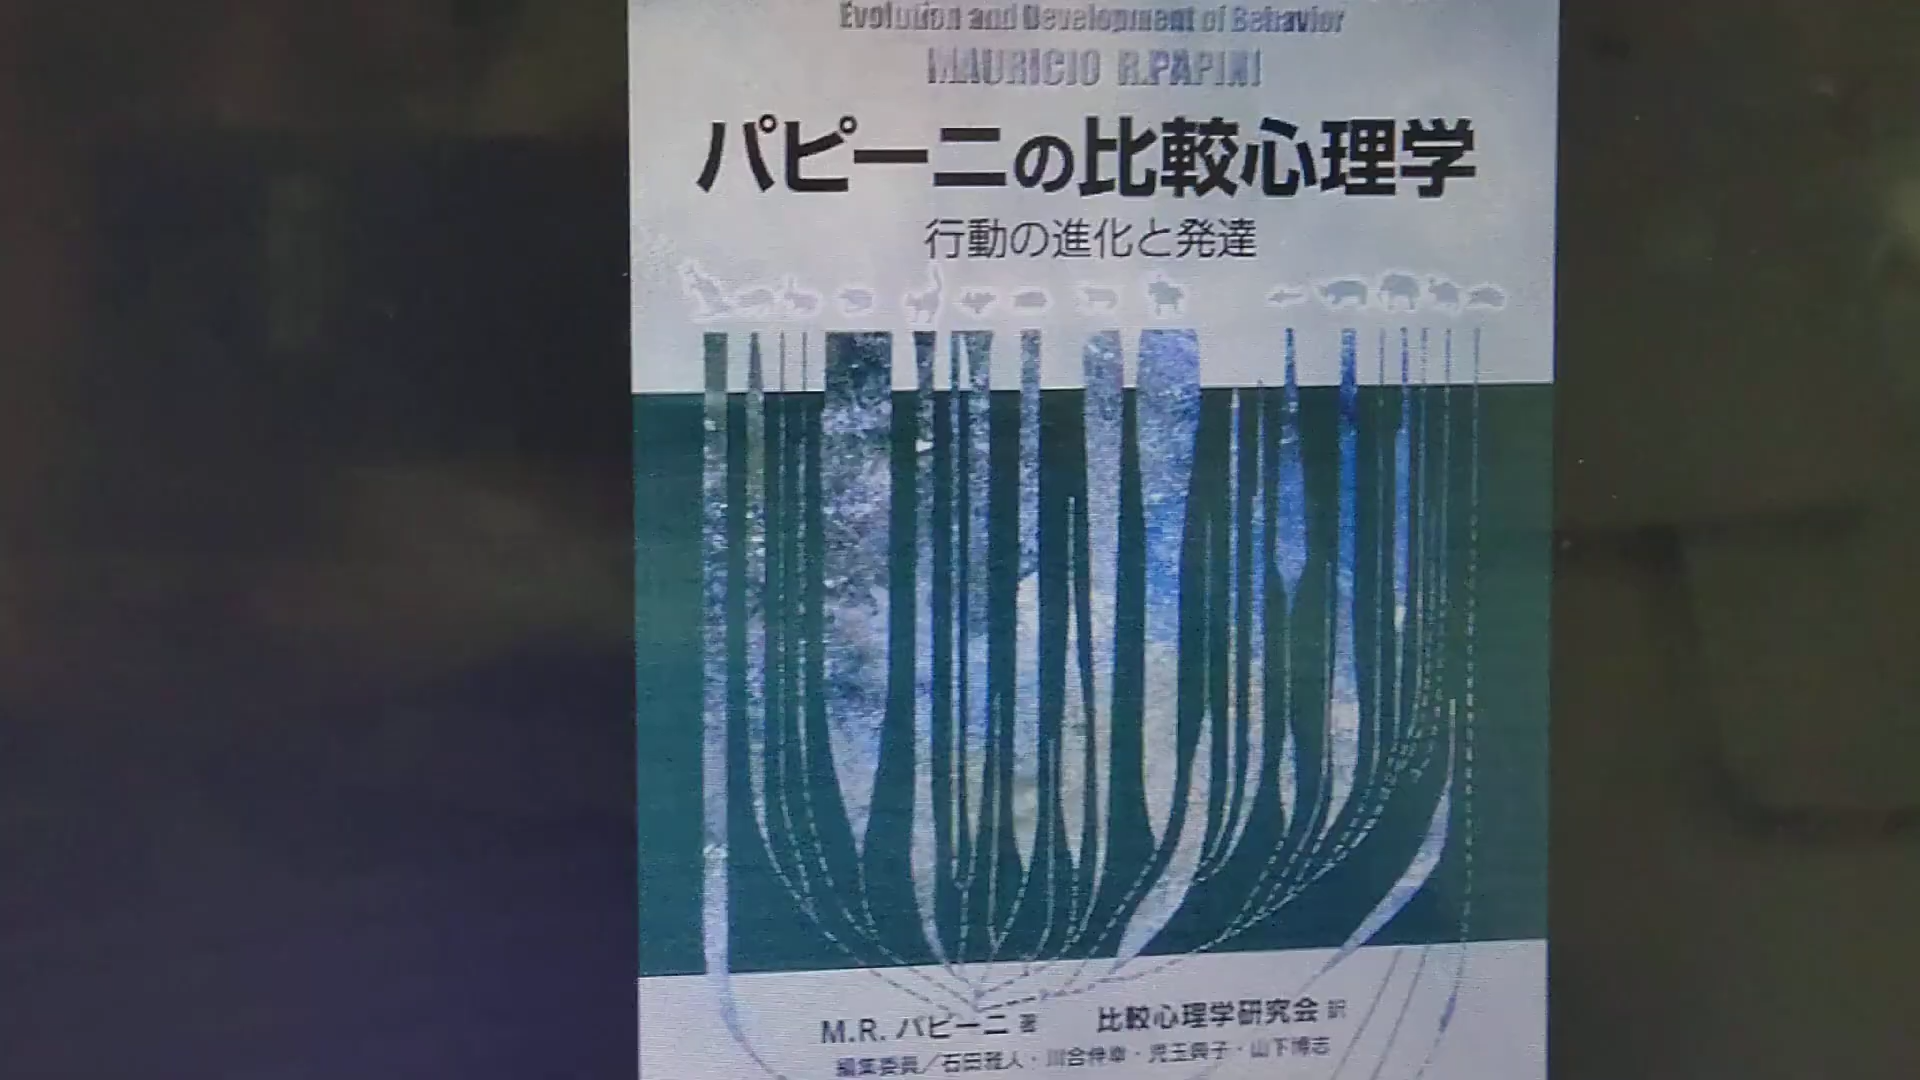 Evolution and Development of Behavior
MAURICIO R.PAPINI
パピーニの比較心理学
行動の進化と発達
M.R. パピーニ 著 比較心理学研究会 訳
編集委員／石田雅人・川合伸幸・児玉典子・山下博志